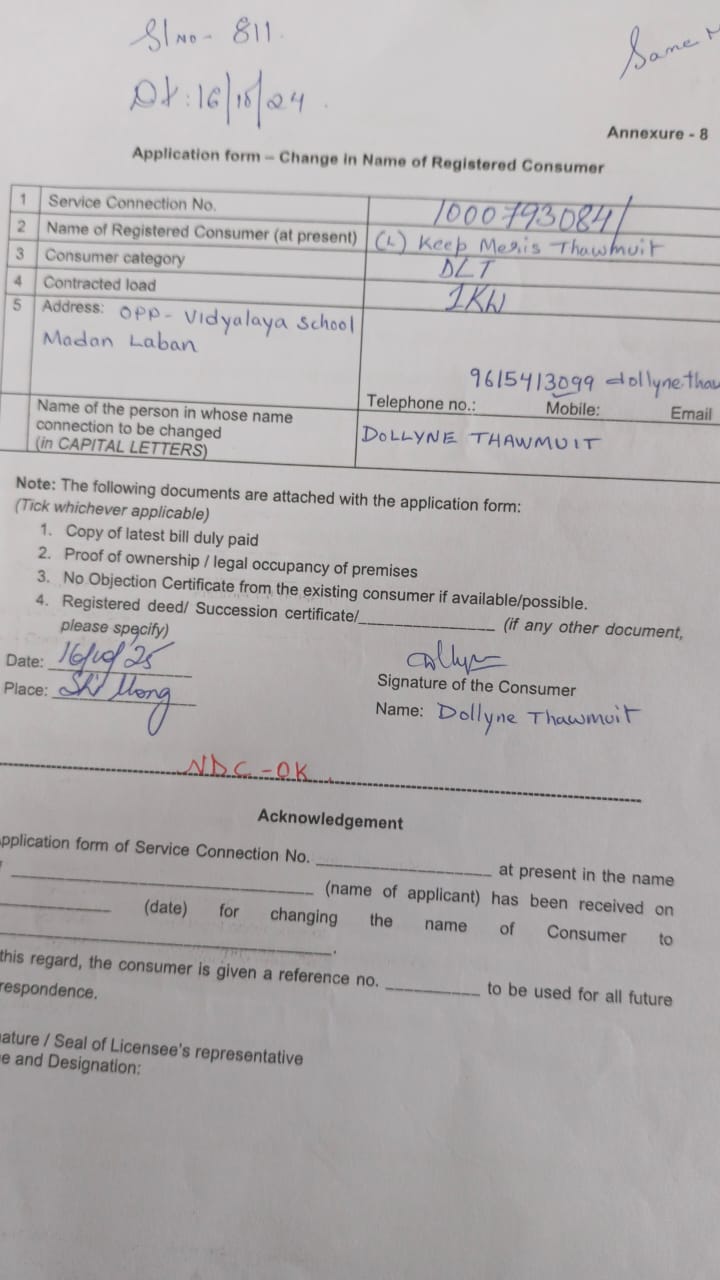 Sl No - 811.
Same
Dt: 16/10/24.
Annexure - 8
Application form – Change in Name of Registered Consumer
1 Service Connection No. 1000793084/
2 Name of Registered Consumer (at present) (L) Keep Meris Thawmuit
3 Consumer category DLT
4 Contracted load 1KW
5 Address: OPP- Vidyalaya School
Madan Laban
9615413099 dollyne.thaw
Telephone no.: Mobile: Email
Name of the person in whose name
connection to be changed
(in CAPITAL LETTERS)
DOLLYNE THAWMUIT
Note: The following documents are attached with the application form:
(Tick whichever applicable)
1. Copy of latest bill duly paid
2. Proof of ownership / legal occupancy of premises
3. No Objection Certificate from the existing consumer if available/possible.
4. Registered deed/ Succession certificate/_______________ (if any other document,
please specify)
Date: 16/10/25
Place: Shillong
Signature of the Consumer
Name: Dollyne Thawmuit
NDC - OK
Acknowledgement
pplication form of Service Connection No. ____________________ at present in the name
____________________ (name of applicant) has been received on
____________ (date) for changing the name of Consumer to
____________________.
this regard, the consumer is given a reference no. __________ to be used for all future
respondence.
ature / Seal of Licensee's representative
e and Designation: